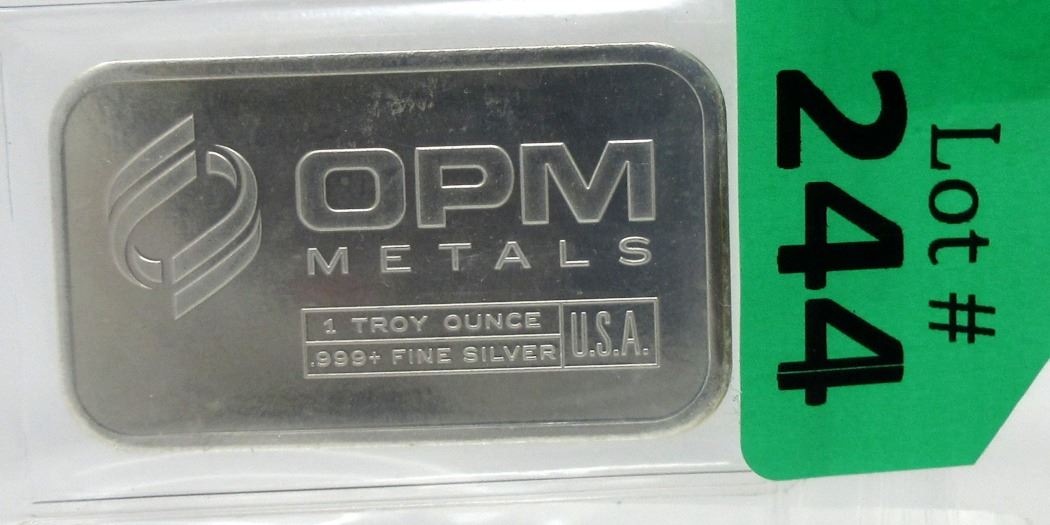 OPM
METALS
1 TROY OUNCE
.999+ FINE SILVER
U.S.A.
Lot #
244